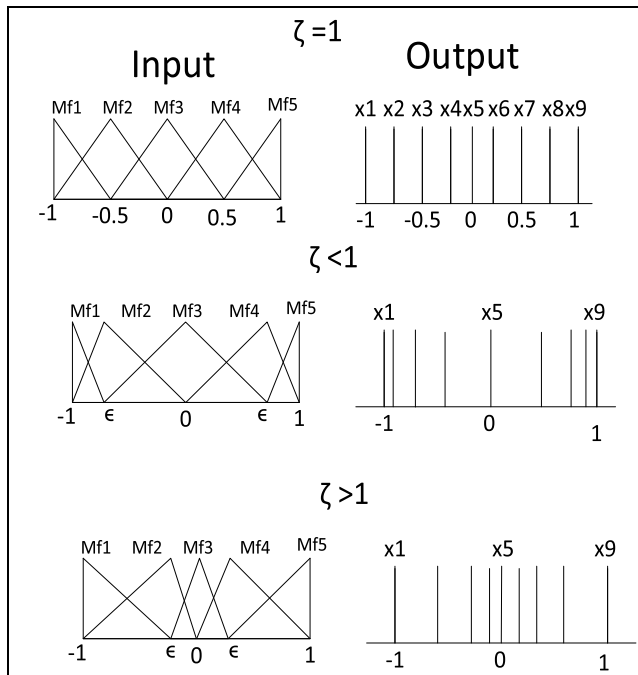 ζ =1
Input
Output
Mf1 Mf2 Mf3 Mf4 Mf5
x1 x2 x3 x4 x5 x6 x7 x8 x9
-1 -0.5 0 0.5 1
-1 -0.5 0 0.5 1
ζ <1
Mf1 Mf2 Mf3 Mf4 Mf5
x1 x5 x9
-1 ϵ 0 ϵ 1
-1 0 1
ζ >1
Mf1 Mf2 Mf3 Mf4 Mf5
x1 x5 x9
-1 ϵ 0 ϵ 1
-1 0 1